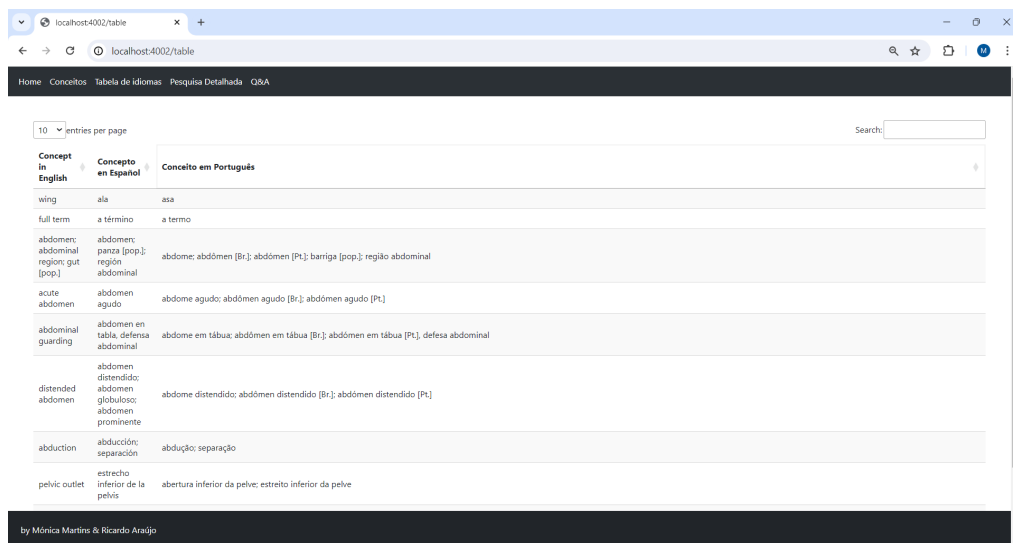 localhost:4002/table
localhost:4002/table
M
Home Conceitos Tabela de idiomas Pesquisa Detalhada Q&A
10 entries per page
Search:
Concept in English Concepto en Español Conceito em Português
wing ala asa
full term a término a termo
abdomen; abdominal region; gut [pop.] abdomen; panza [pop.]; región abdominal abdome; abdômen [Br.]; abdómen [Pt.]; barriga [pop.]; região abdominal
acute abdomen abdomen agudo abdome agudo; abdômen agudo [Br.]; abdómen agudo [Pt.]
abdominal guarding abdomen en tabla, defensa abdominal abdome em tábua; abdômen em tábua [Br.]; abdómen em tábua [Pt.], defesa abdominal
distended abdomen abdomen distendido; abdomen globuloso; abdomen prominente abdome distendido; abdômen distendido [Br.]; abdómen distendido [Pt.]
abduction abducción; separación abdução; separação
pelvic outlet estrecho inferior de la pelvis abertura inferior da pelve; estreito inferior da pelve
by Mónica Martins & Ricardo Araújo